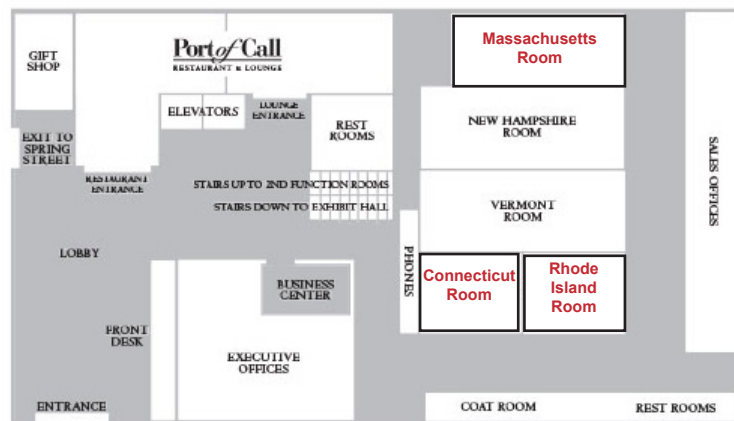 GIFT
SHOP
Port of Call
RESTAURANT & LOUNGE
Massachusetts
Room
ELEVATORS
LOUNGE
ENTRANCE
REST
ROOMS
NEW HAMPSHIRE
ROOM
EXIT TO
SPRING
STREET
RESTAURANT
ENTRANCE
STAIRS UP TO 2ND FUNCTION ROOMS
STAIRS DOWN TO EXHIBIT HALL
VERMONT
ROOM
SALES OFFICES
LOBBY
PHONES
BUSINESS
CENTER
Connecticut
Room
Rhode
Island
Room
FRONT
DESK
EXECUTIVE
OFFICES
ENTRANCE
COAT ROOM
REST ROOMS